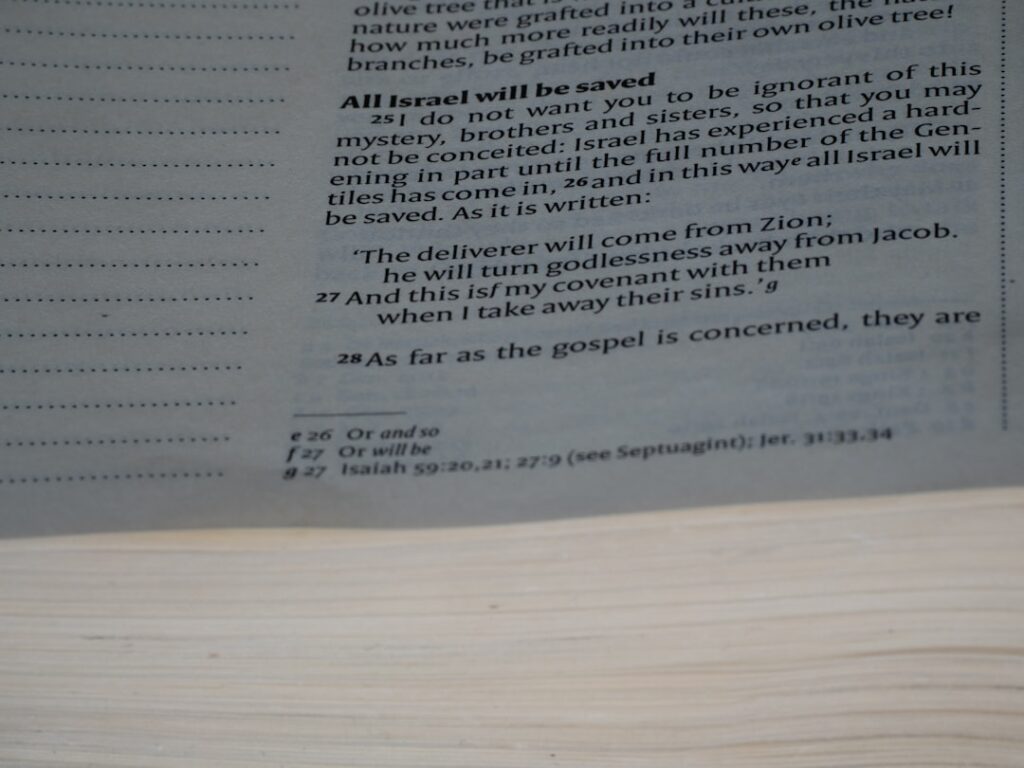 olive tree that is
nature were grafted into a
how much more readily will these, the
branches, be grafted into their own olive tree!
All Israel will be saved
25 I do not want you to be ignorant of this
mystery, brothers and sisters, so that you may
not be conceited: Israel has experienced a hard-
ening in part until the full number of the Gen-
tiles has come in, 26 and in this way e all Israel will
be saved. As it is written:
‘The deliverer will come from Zion;
he will turn godlessness away from Jacob.
27 And this is f my covenant with them
when I take away their sins.’ g
28 As far as the gospel is concerned, they are
e 26 Or and so
f 27 Or will be
g 27 Isaiah 59:20,21; 27:9 (see Septuagint); Jer. 31:33,34